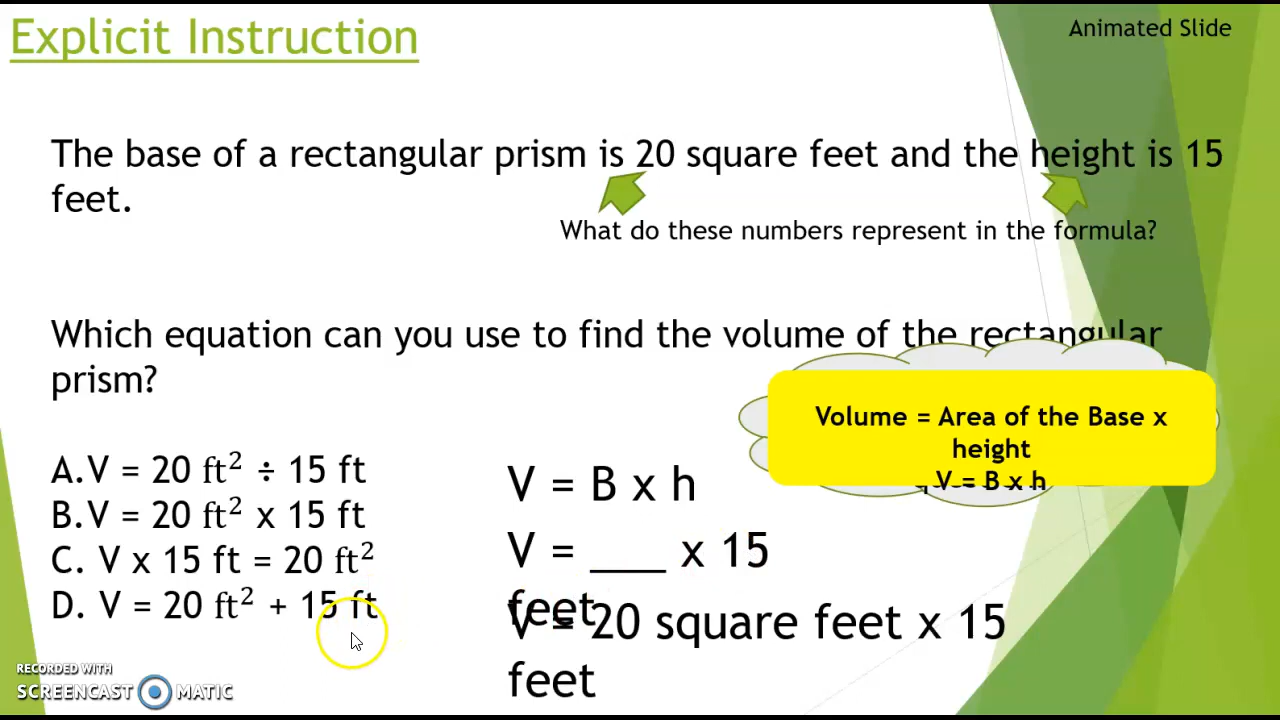 Explicit Instruction
Animated Slide
The base of a rectangular prism is 20 square feet and the height is 15
feet.
What do these numbers represent in the formula?
Which equation can you use to find the volume of the rectangular
prism?
Volume = Area of the Base x
height
V = B x h
A.V = 20 ft² ÷ 15 ft
B.V = 20 ft² x 15 ft
C. V x 15 ft = 20 ft²
D. V = 20 ft² + 15 ft
V = B x h
V = ___ x 15
feet
V = 20 square feet x 15
feet
RECORDED WITH
SCREENCAST MATIC